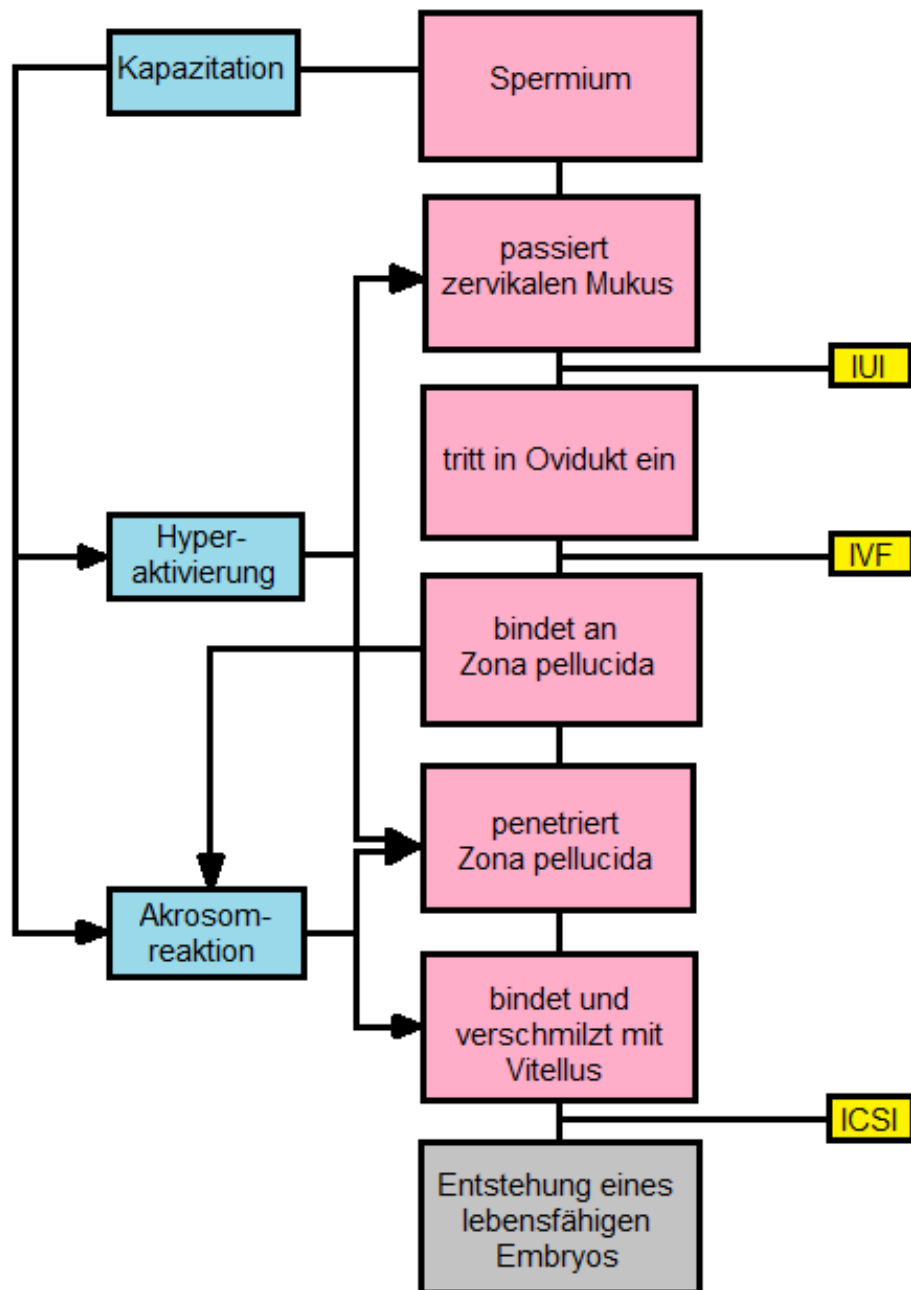 Kapazitation
Spermium
passiert
zervikalen Mukus
IUI
tritt in Ovidukt ein
Hyper-
aktivierung
IVF
bindet an
Zona pellucida
penetriert
Zona pellucida
Akrosom-
reaktion
bindet und
verschmilzt mit
Vitellus
ICSI
Entstehung eines
lebensfähigen
Embryos